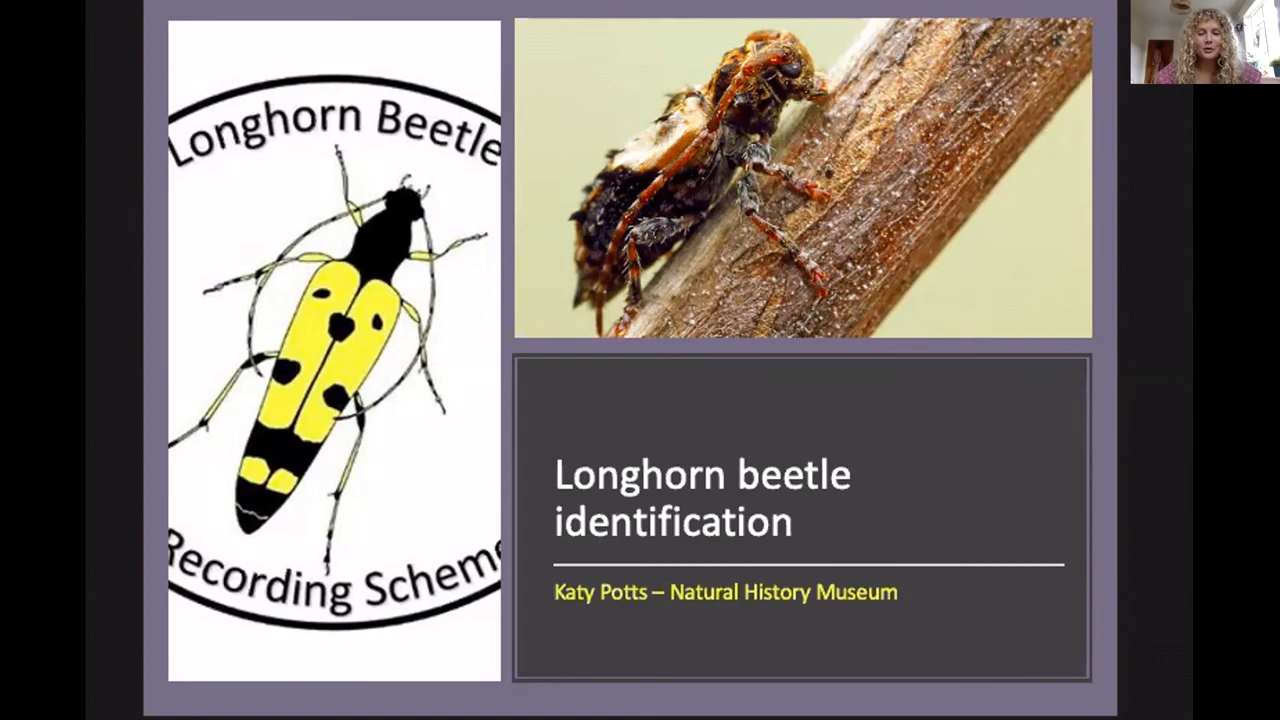 Longhorn Beetle
Recording Scheme
Longhorn beetle
identification
Katy Potts – Natural History Museum